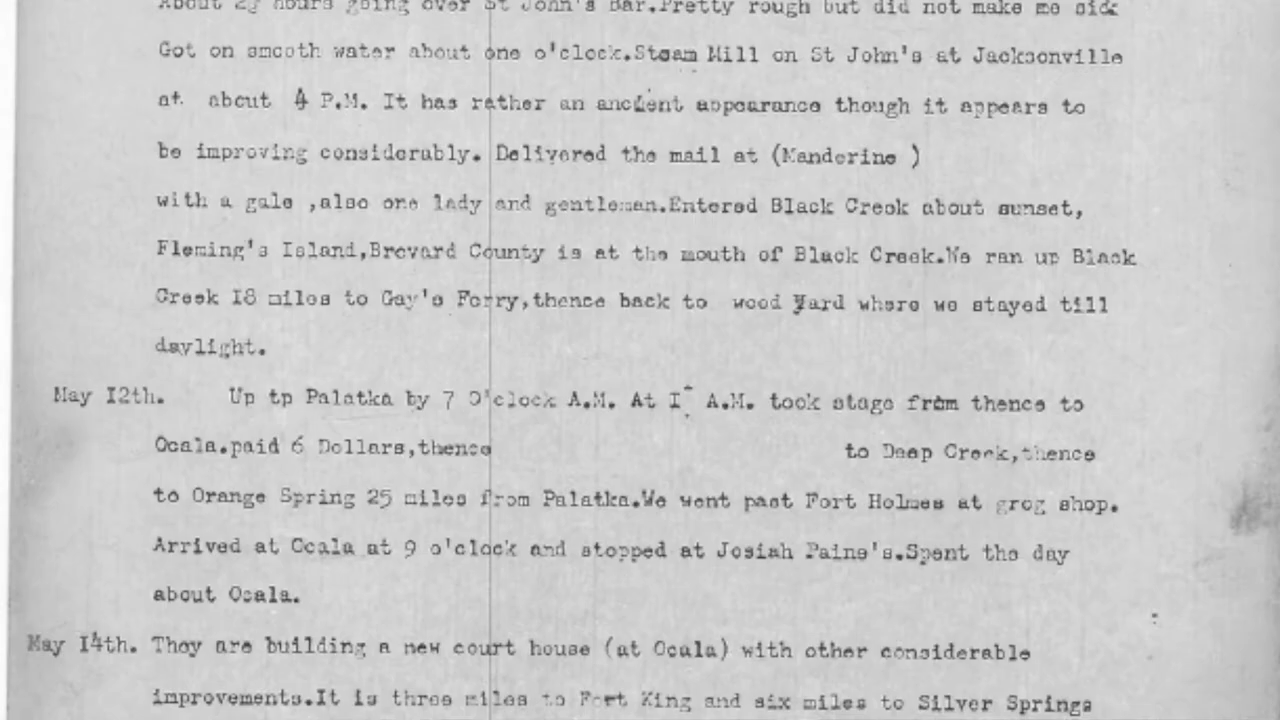 About 2½ hours going over St John's Bar.Pretty rough but did not make me sick
Got on smooth water about one o'clock.Steam Mill on St John's at Jacksonville
at about 4 P.M. It has rather an ancient appearance though it appears to
be improving considerably. Delivered the mail at (Manderine )
with a gale ,also one lady and gentleman.Entered Black Creek about sunset,
Fleming's Island,Brevard County is at the mouth of Black Creek.We ran up Black
Creek I8 miles to Gay's Ferry,thence back to wood yard where we stayed till
daylight.
May I2th. Up tp Palatka by 7 O'clock A.M. At I A.M. took stage from thence to
Ocala.paid 6 Dollars,thence to Deep Creek,thence
to Orange Spring 25 miles from Palatka.We went past Fort Holmes at grog shop.
Arrived at Ocala at 9 o'clock and stopped at Josiah Paine's.Spent the day
about Ocala.
May I4th. They are building a new court house (at Ocala) with other considerable
improvements.It is three miles to Fort King and six miles to Silver Springs